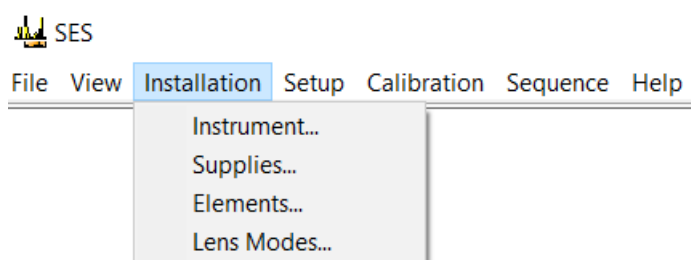 SES
File View Installation Setup Calibration Sequence Help
Instrument...
Supplies...
Elements...
Lens Modes...